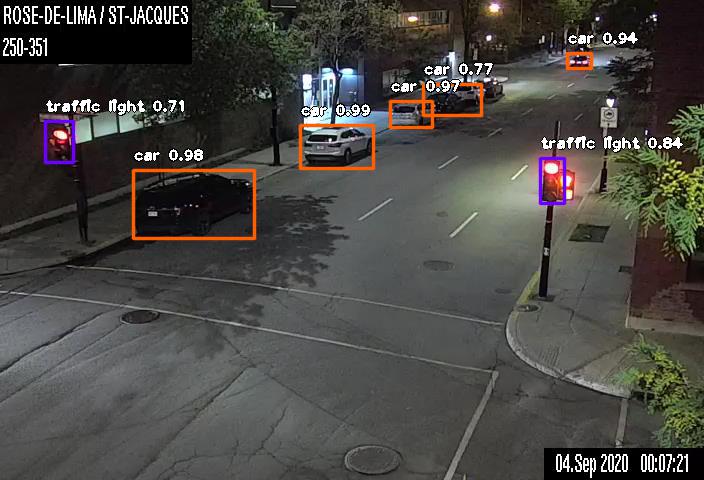 ROSE-DE-LIMA / ST-JACQUES
250-351
car 0.94
car 0.77
car 0.97
traffic light 0.71
car 0.99
traffic light 0.84
car 0.98
04.Sep 2020 00:07:21